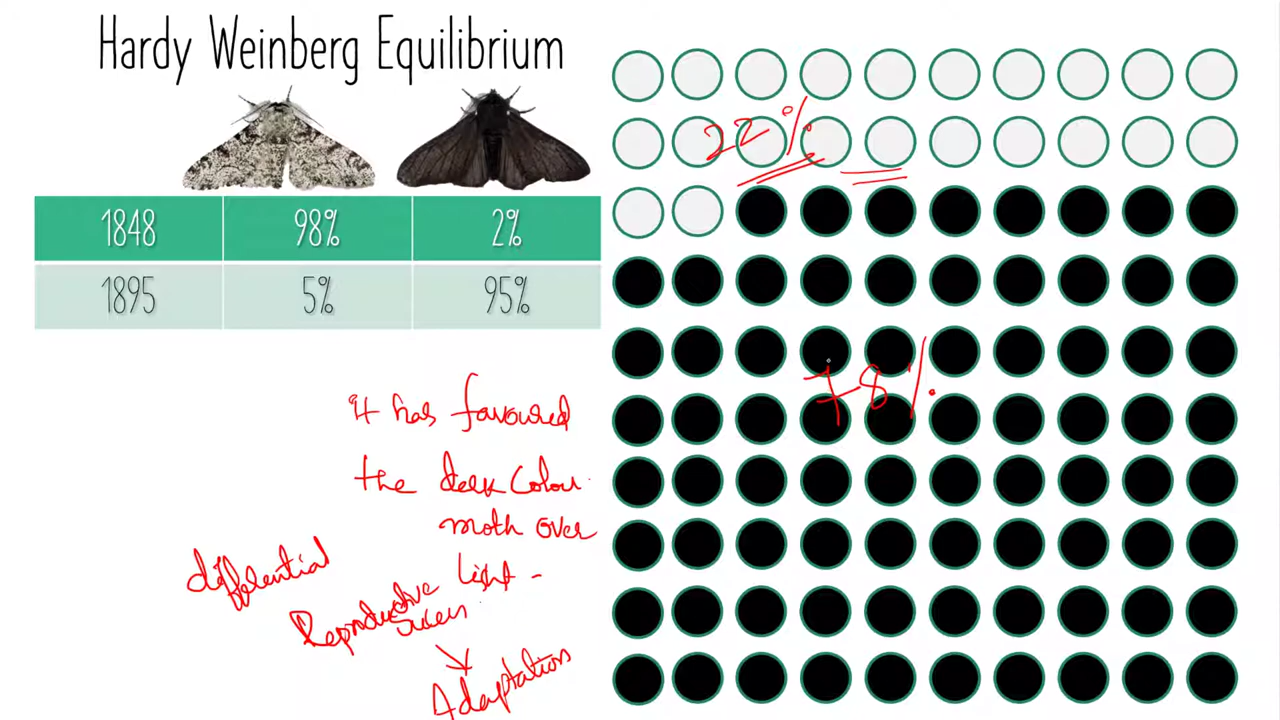 Hardy Weinberg Equilibrium
1848 98% 2%
1895 5% 95%
22%
78%
it has favoured
the dark Colour
moth over
light -
differential
Reproductive
success
Adaptation